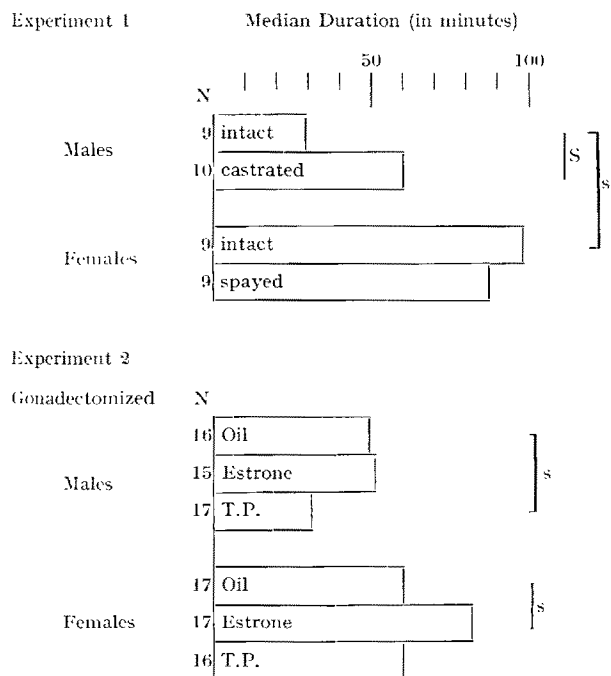 Experiment 1 Median Duration (in minutes)
50 100
N
9 intact
Males S
10 castrated
s
9 intact
Females
9 spayed
Experiment 2
Gonadectomized N
16 Oil
15 Estrone s
Males
17 T.P.
17 Oil
s
Females 17 Estrone
16 T.P.